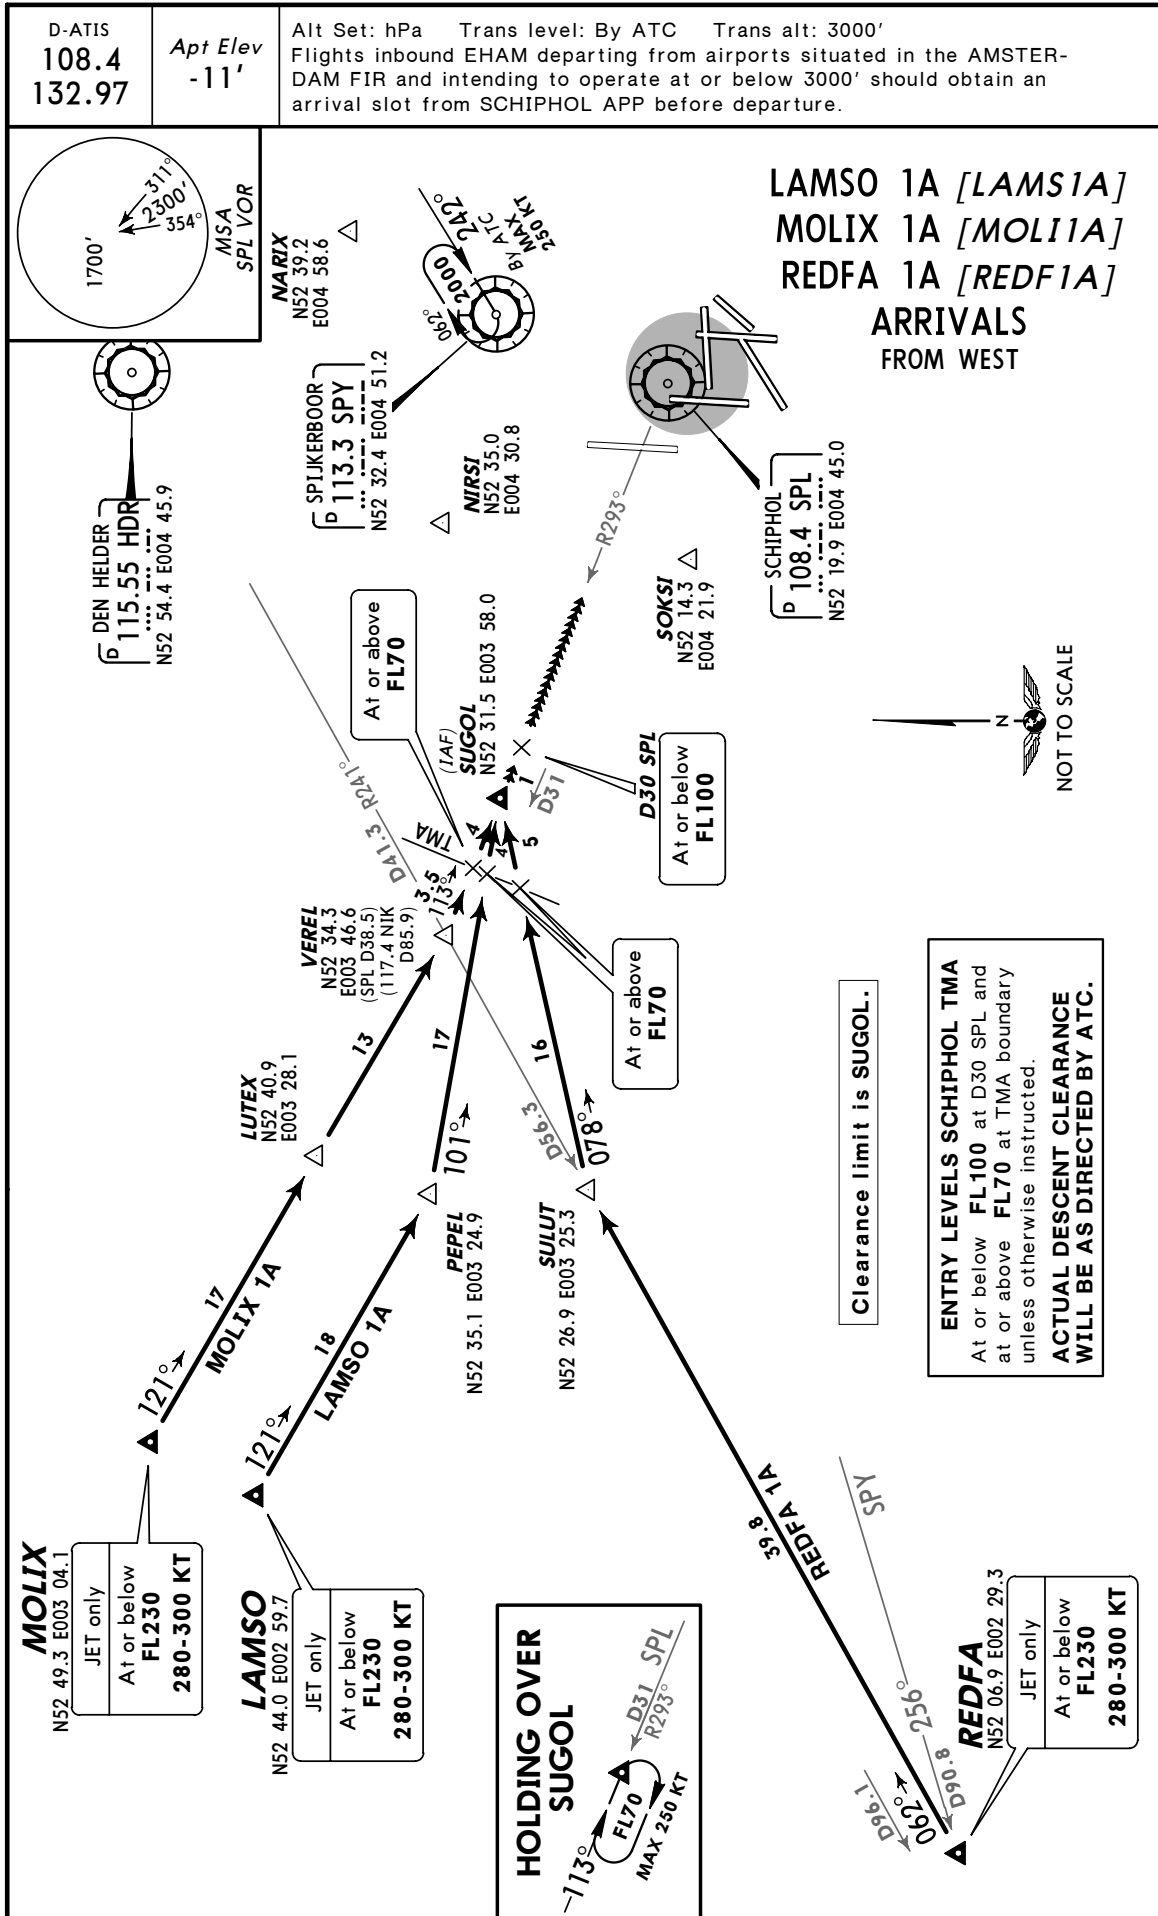 D-ATIS
108.4
132.97
Apt Elev
-11'
Alt Set: hPa Trans level: By ATC Trans alt: 3000'
Flights inbound EHAM departing from airports situated in the AMSTER-
DAM FIR and intending to operate at or below 3000' should obtain an
arrival slot from SCHIPHOL APP before departure.
LAMSO 1A [LAMS1A]
MOLIX 1A [MOLI1A]
REDFA 1A [REDF1A]
ARRIVALS
FROM WEST
311°
2300'
354°
1700'
MSA
SPL VOR
NARIX
N52 39.2
E004 58.6
242°
BY ATC
MAX
250 KT
2000
062°
SPIJKERBOOR
D 113.3 SPY
N52 32.4 E004 51.2
DEN HELDER
D 115.55 HDR
N52 54.4 E004 45.9
NIRSI
N52 35.0
E004 30.8
R293°
SCHIPHOL
D 108.4 SPL
N52 19.9 E004 45.0
SOKSI
N52 14.3
E004 21.9
At or above
FL70
(IAF)
SUGOL
N52 31.5 E003 58.0
D41.3 R241°
TMA
1
D31
4
4
5
D30 SPL
At or below
FL100
N
NOT TO SCALE
VEREL
N52 34.3
E003 46.6
(SPL D38.5)
(117.4 NIK
D85.9)
3.5
113°
At or above
FL70
13
17
16
LUTEX
N52 40.9
E003 28.1
101°
D56.3
078°
17
MOLIX 1A
121°
18
LAMSO 1A
121°
PEPEL
N52 35.1 E003 24.9
SULUT
N52 26.9 E003 25.3
Clearance limit is SUGOL.
ENTRY LEVELS SCHIPHOL TMA
At or below FL100 at D30 SPL and
at or above FL70 at TMA boundary
unless otherwise instructed.
ACTUAL DESCENT CLEARANCE
WILL BE AS DIRECTED BY ATC.
MOLIX
N52 49.3 E003 04.1
JET only
At or below
FL230
280-300 KT
LAMSO
N52 44.0 E002 59.7
JET only
At or below
FL230
280-300 KT
39.8
REDFA 1A
SPY
256°
D90.8
D96.1
062°
REDFA
N52 06.9 E002 29.3
JET only
At or below
FL230
280-300 KT
HOLDING OVER
SUGOL
D31 SPL
R293°
113°
FL70
MAX 250 KT